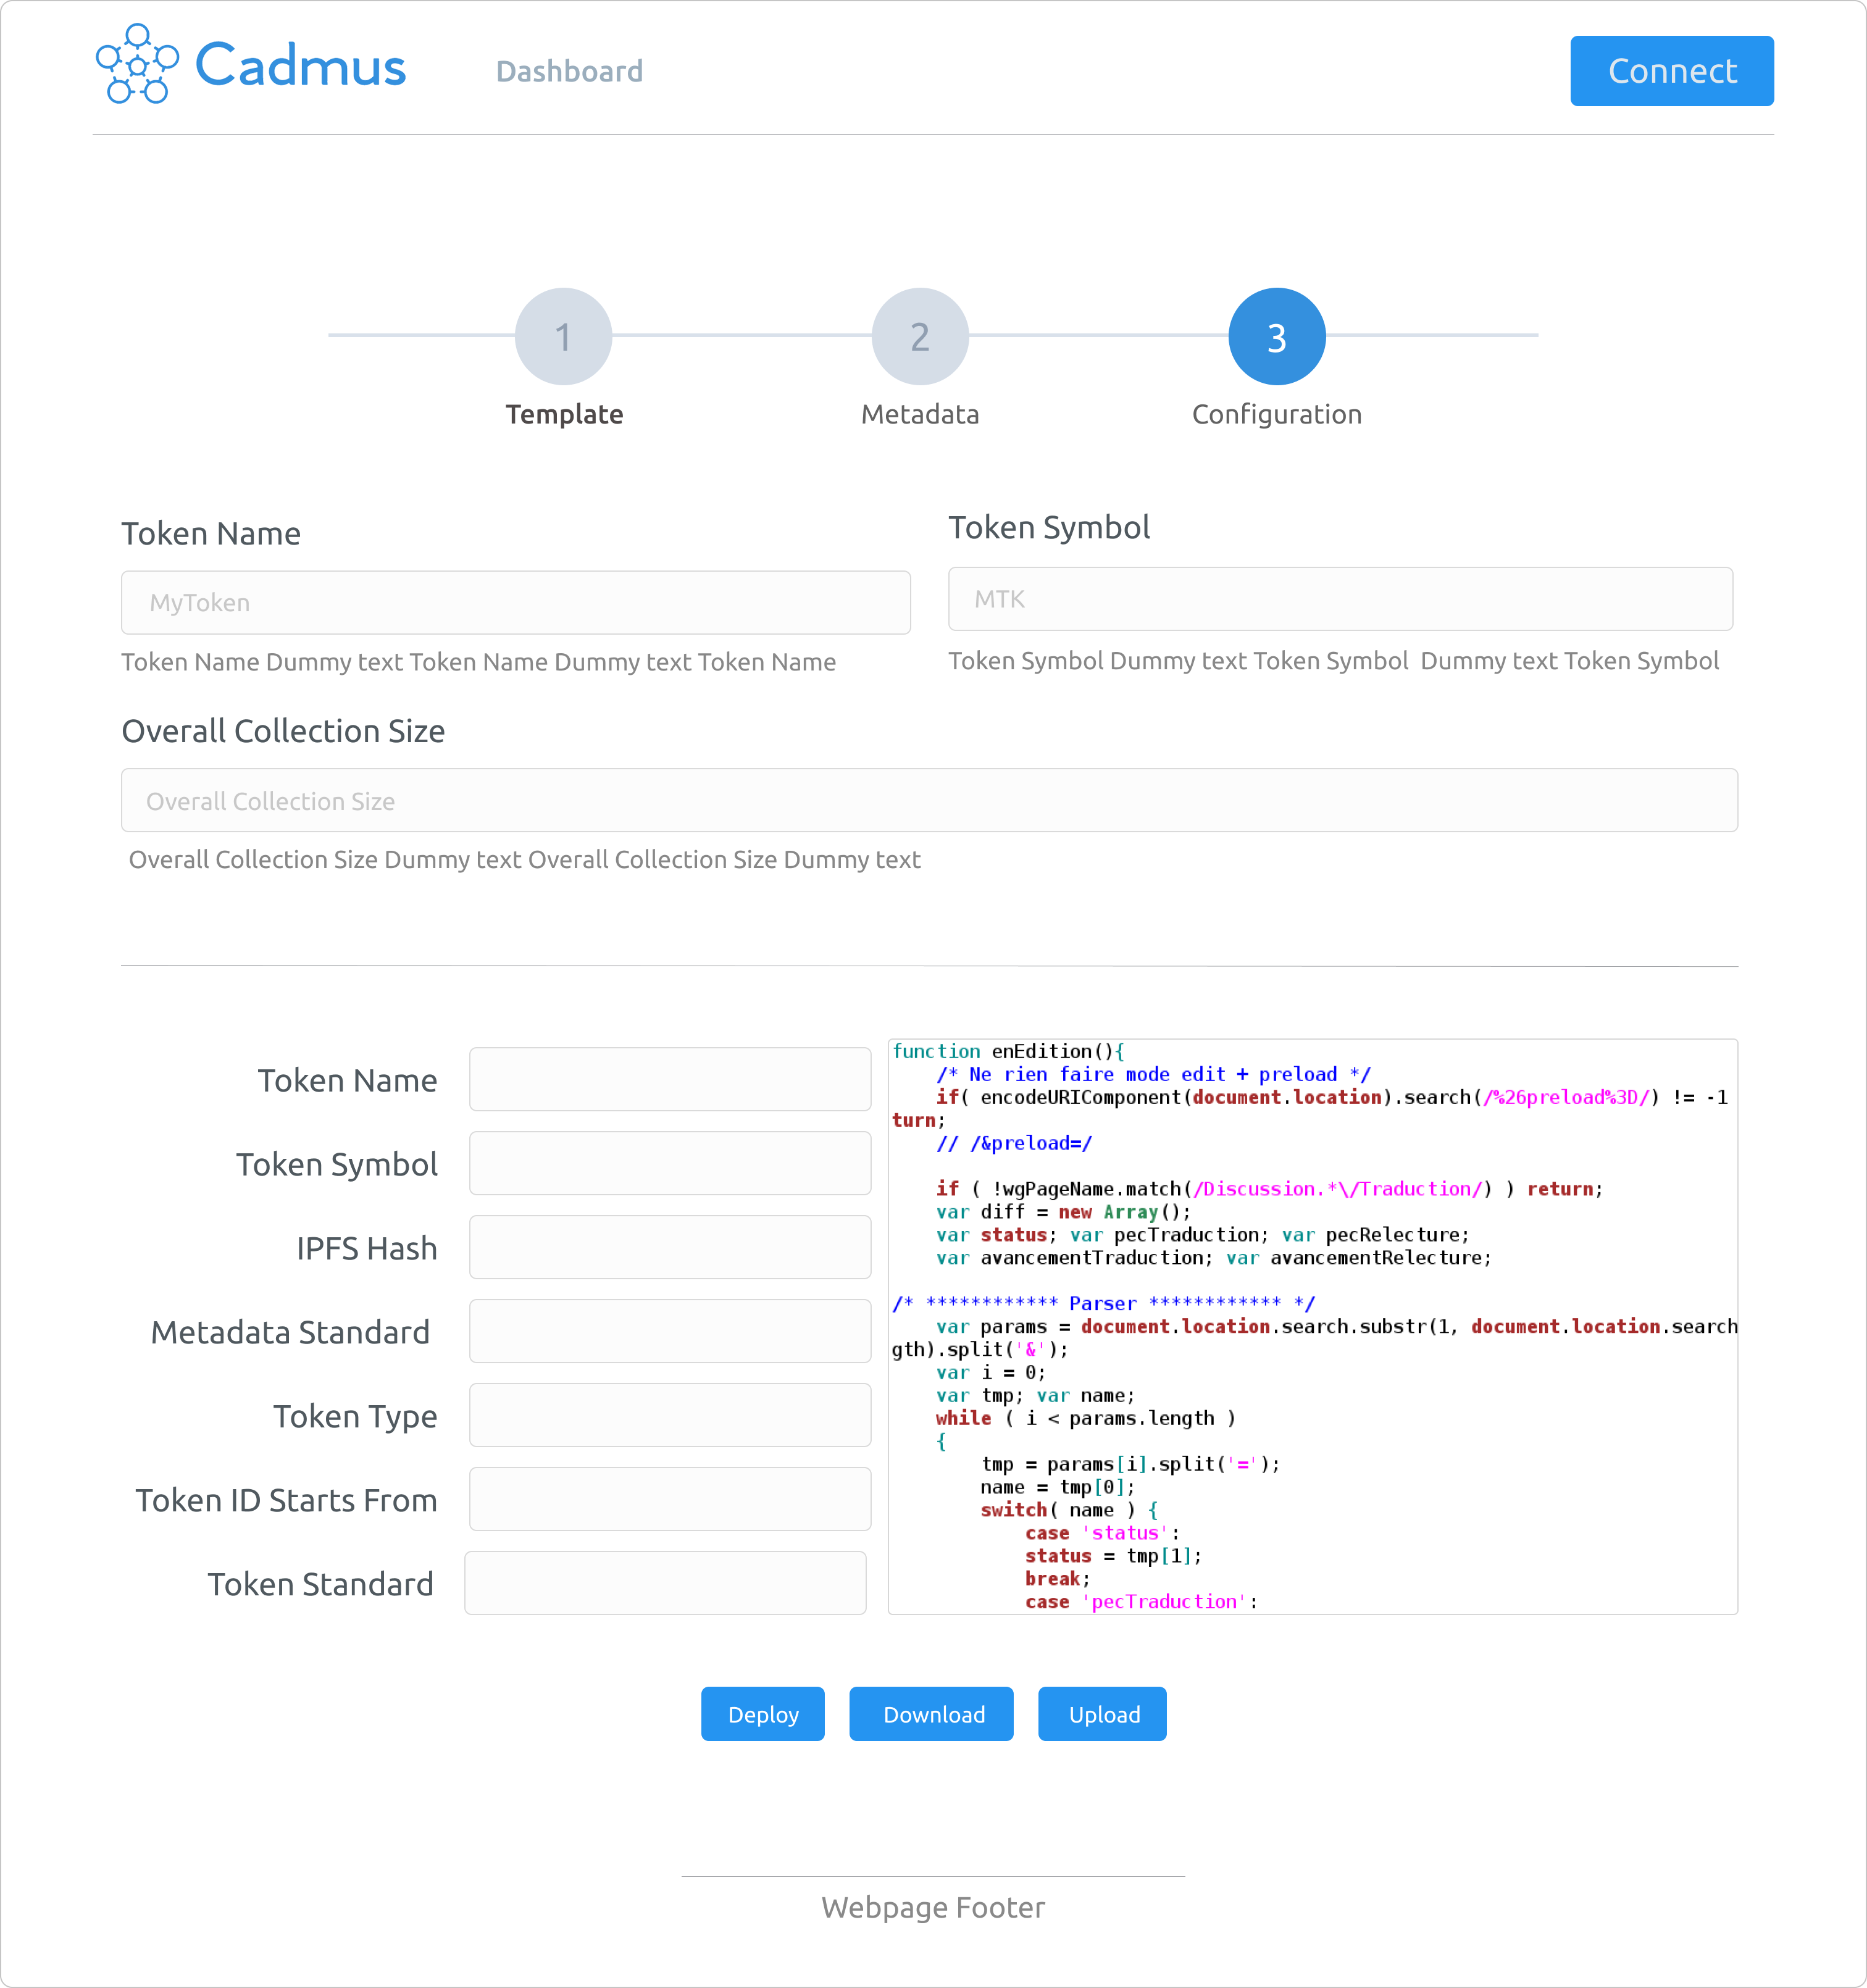 Cadmus
Dashboard
Connect
1
2
3
Template
Metadata
Configuration
Token Name
Token Symbol
MyToken
MTK
Token Name Dummy text Token Name Dummy text Token Name
Token Symbol Dummy text Token Symbol  Dummy text Token Symbol
Overall Collection Size
Overall Collection Size
Overall Collection Size Dummy text Overall Collection Size Dummy text
Token Name
Token Symbol
IPFS Hash
Metadata Standard
Token Type
Token ID Starts From
Token Standard
function enEdition(){
    /* Ne rien faire mode edit + preload */
    if( encodeURIComponent(document.location).search(/%26preload%3D/) != -1
turn;
    // /&preload=/

    if ( !wgPageName.match(/Discussion.*\/Traduction/) ) return;
    var diff = new Array();
    var status; var pecTraduction; var pecRelecture;
    var avancementTraduction; var avancementRelecture;

/* ************ Parser ************ */
    var params = document.location.search.substr(1, document.location.search
gth).split('&');
    var i = 0;
    var tmp; var name;
    while ( i < params.length )
    {
        tmp = params[i].split('=');
        name = tmp[0];
        switch( name ) {
            case 'status':
            status = tmp[1];
            break;
            case 'pecTraduction':
Deploy
Download
Upload
Webpage Footer